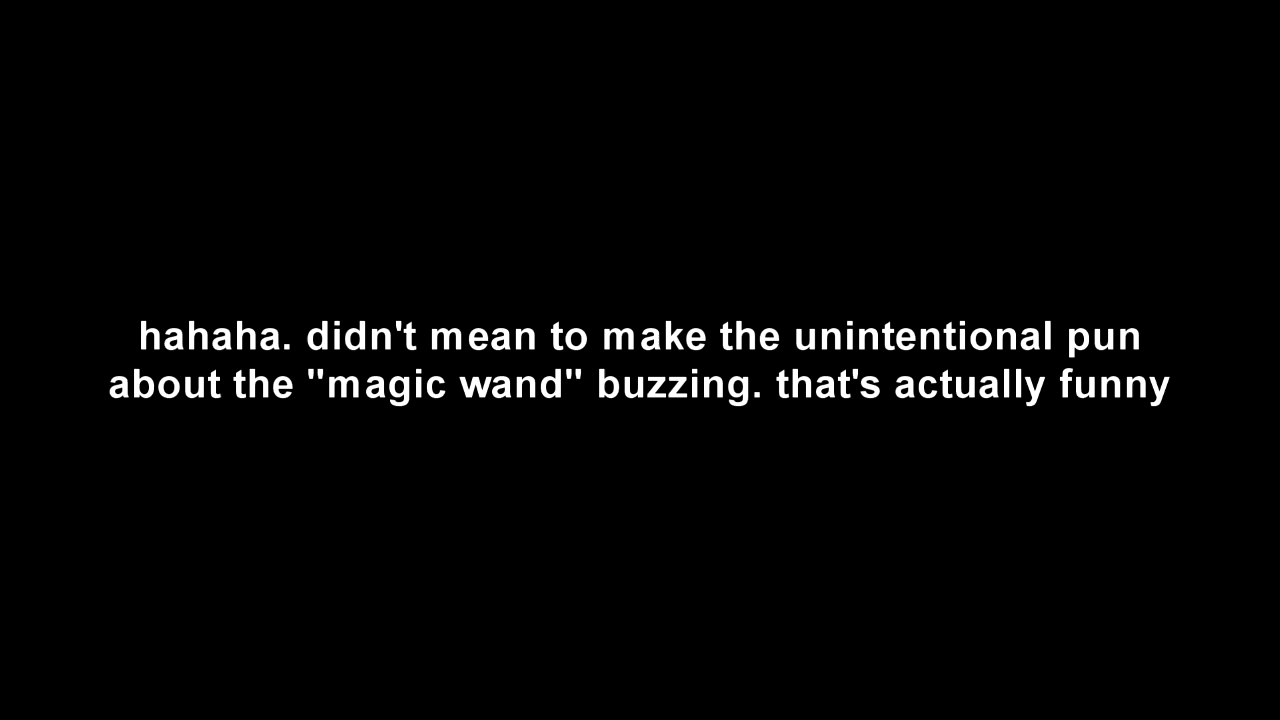 hahaha. didn't mean to make the unintentional pun
about the "magic wand" buzzing. that's actually funny